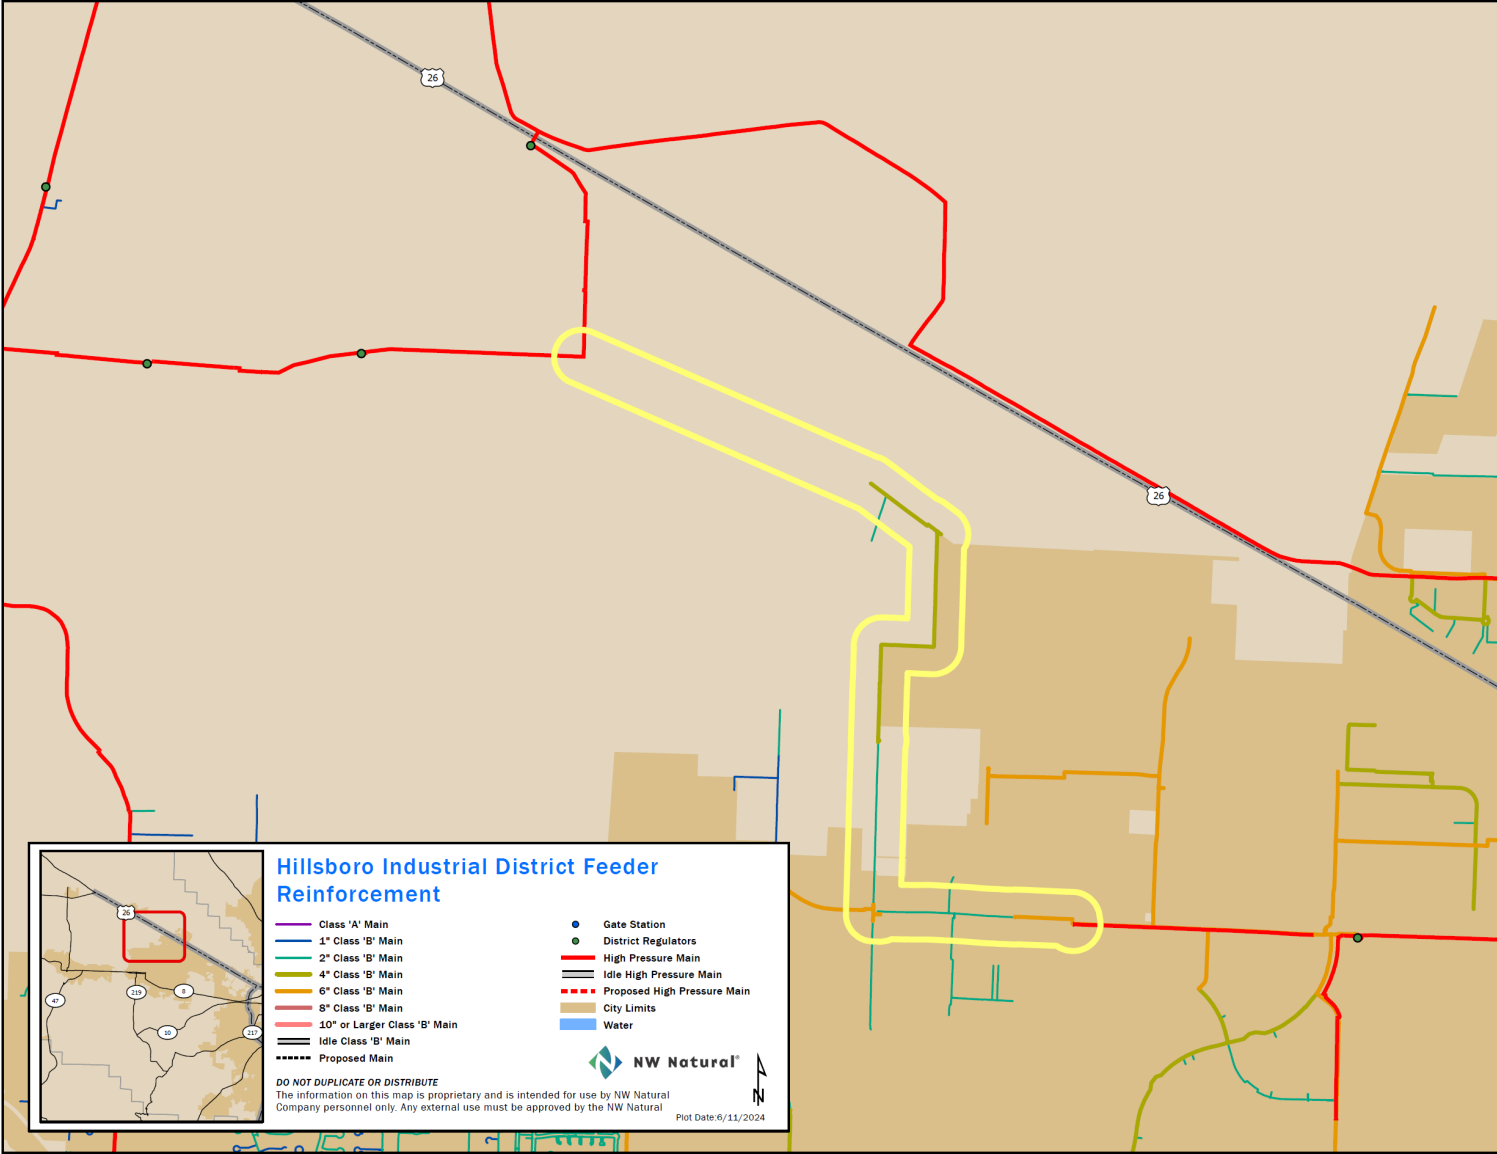 26
26
Hillsboro Industrial District Feeder
Reinforcement
Class 'A' Main
1" Class 'B' Main
2" Class 'B' Main
4" Class 'B' Main
6" Class 'B' Main
8" Class 'B' Main
10" or Larger Class 'B' Main
Idle Class 'B' Main
Proposed Main
Gate Station
District Regulators
High Pressure Main
Idle High Pressure Main
Proposed High Pressure Main
City Limits
Water
26
47
219
8
10
217
NW Natural®
N
DO NOT DUPLICATE OR DISTRIBUTE
The information on this map is proprietary and is intended for use by NW Natural
Company personnel only. Any external use must be approved by the NW Natural
Plot Date:6/11/2024